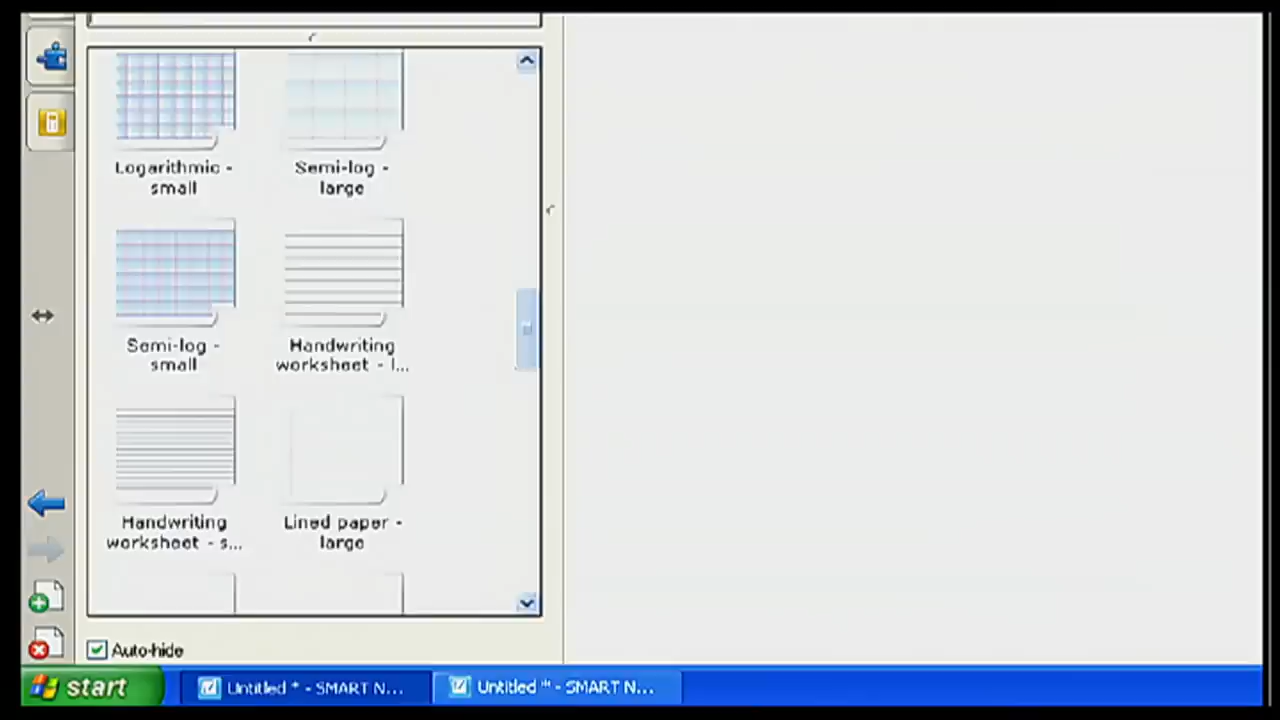 Logarithmic - small
Semi-log - large
Semi-log - small
Handwriting worksheet - l...
Handwriting worksheet - s...
Lined paper - large
Auto-hide
start
Untitled * - SMART N...
Untitled * - SMART N...